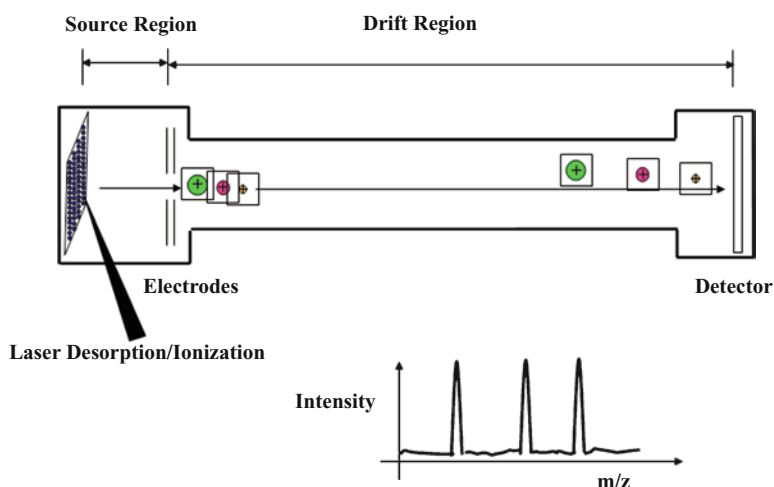 Source Region
Drift Region
Electrodes
Detector
Laser Desorption/Ionization
Intensity
m/z